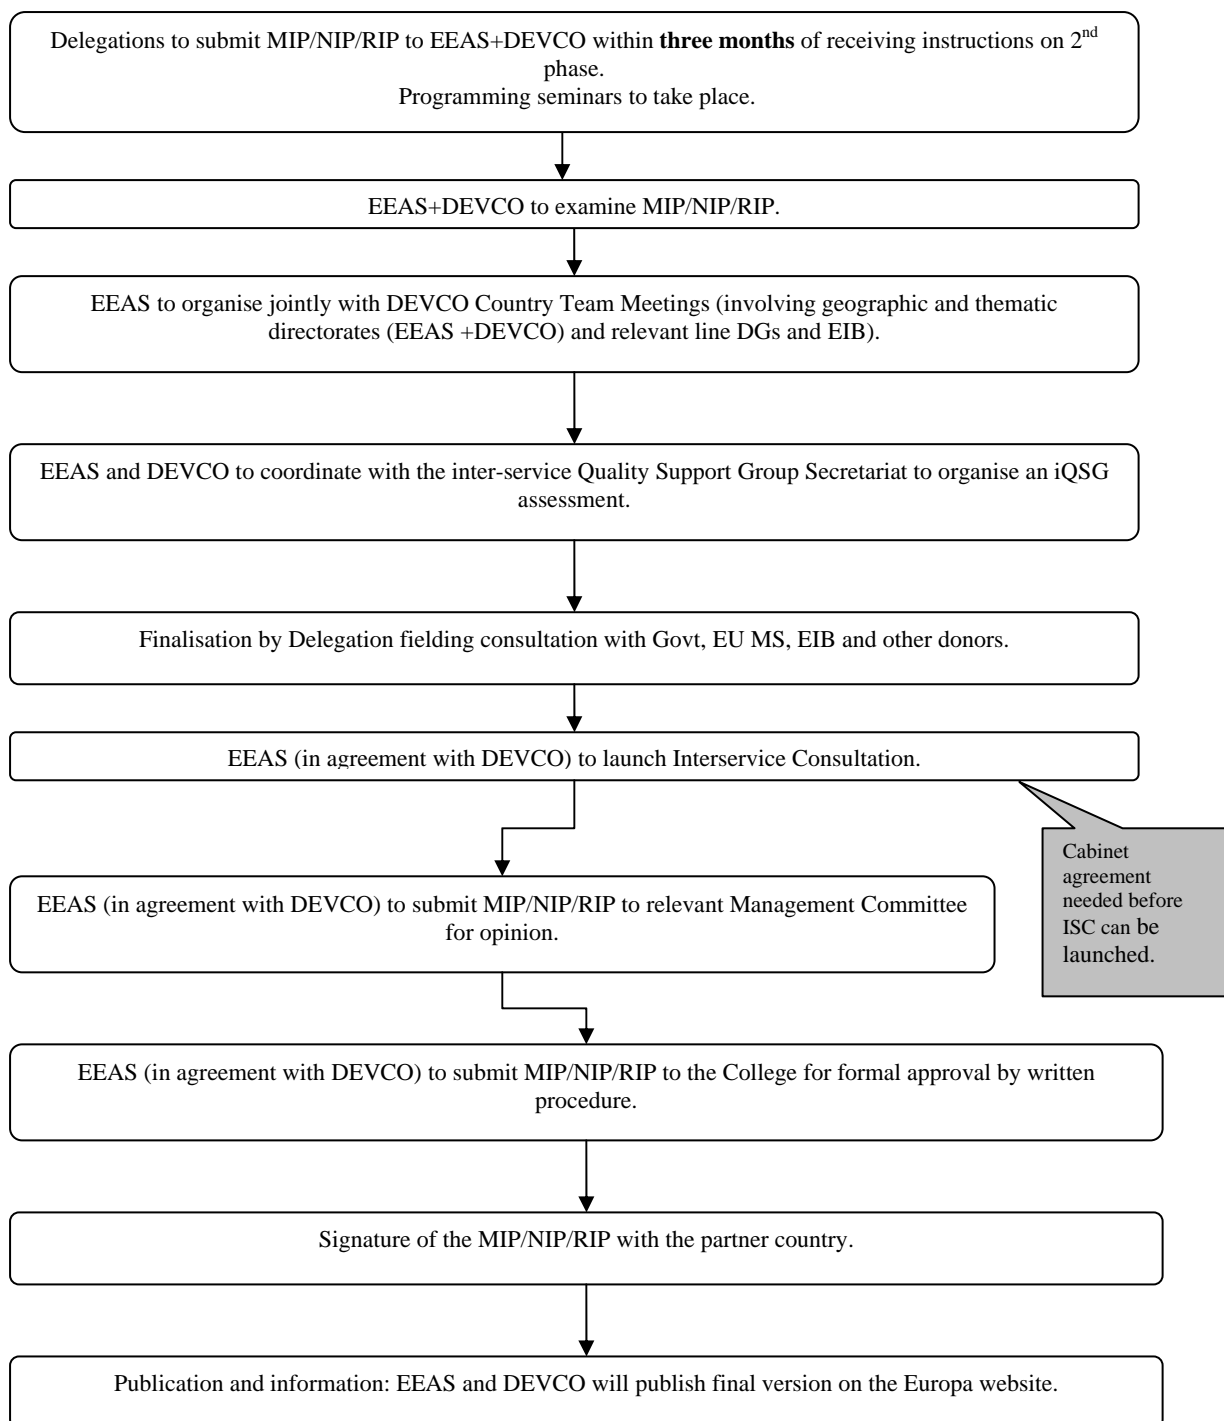 Delegations to submit MIP/NIP/RIP to EEAS+DEVCO within three months of receiving instructions on 2nd
phase.
Programming seminars to take place.
EEAS+DEVCO to examine MIP/NIP/RIP.
EEAS to organise jointly with DEVCO Country Team Meetings (involving geographic and thematic
directorates (EEAS +DEVCO) and relevant line DGs and EIB).
EEAS and DEVCO to coordinate with the inter-service Quality Support Group Secretariat to organise an iQSG
assessment.
Finalisation by Delegation fielding consultation with Govt, EU MS, EIB and other donors.
EEAS (in agreement with DEVCO) to launch Interservice Consultation.
Cabinet
agreement
needed before
ISC can be
launched.
EEAS (in agreement with DEVCO) to submit MIP/NIP/RIP to relevant Management Committee
for opinion.
EEAS (in agreement with DEVCO) to submit MIP/NIP/RIP to the College for formal approval by written
procedure.
Signature of the MIP/NIP/RIP with the partner country.
Publication and information: EEAS and DEVCO will publish final version on the Europa website.